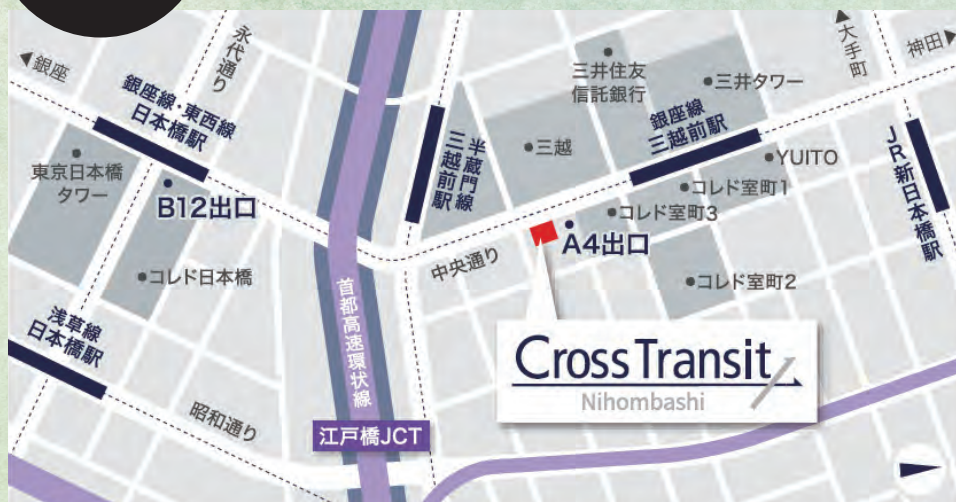 ◀銀座
永代通り
銀座線・東西線
日本橋駅
東京日本橋
タワー
B12出口
コレド日本橋
浅草線
日本橋駅
昭和通り
首都高速環状線
江戸橋JCT
半蔵門線
三越前駅
三越
三井住友
信託銀行
三井タワー
銀座線
三越前駅
▲大手町
神田▶
JR新日本橋駅
YUITO
コレド室町1
コレド室町3
A4出口
中央通り
コレド室町2
Cross Transit
Nihombashi